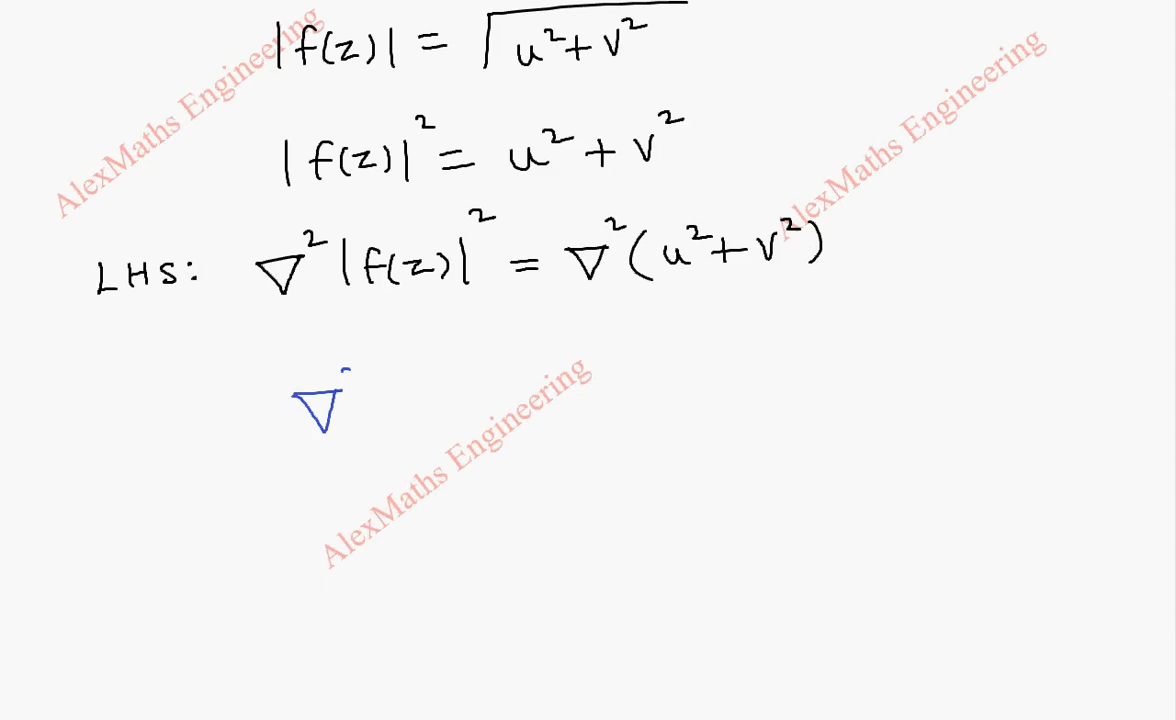 |f(z)| = √u²+v²
|f(z)|² = u² + v²
LHS: ∇²|f(z)|² = ∇²(u²+v²)
∇
AlexMaths Engineering
AlexMaths Engineering
AlexMaths Engineering